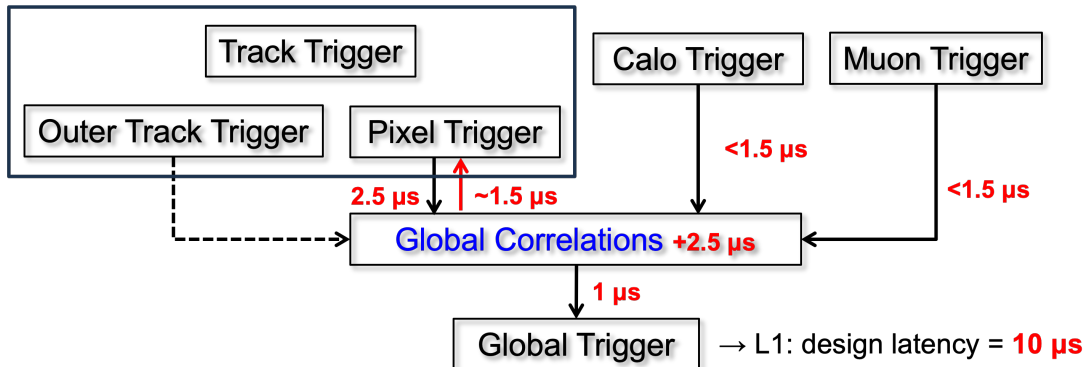 Track Trigger
Calo Trigger
Muon Trigger
Outer Track Trigger
Pixel Trigger
<1.5 µs
<1.5 µs
2.5 µs
~1.5 µs
Global Correlations +2.5 µs
1 µs
Global Trigger
→ L1: design latency = 10 µs